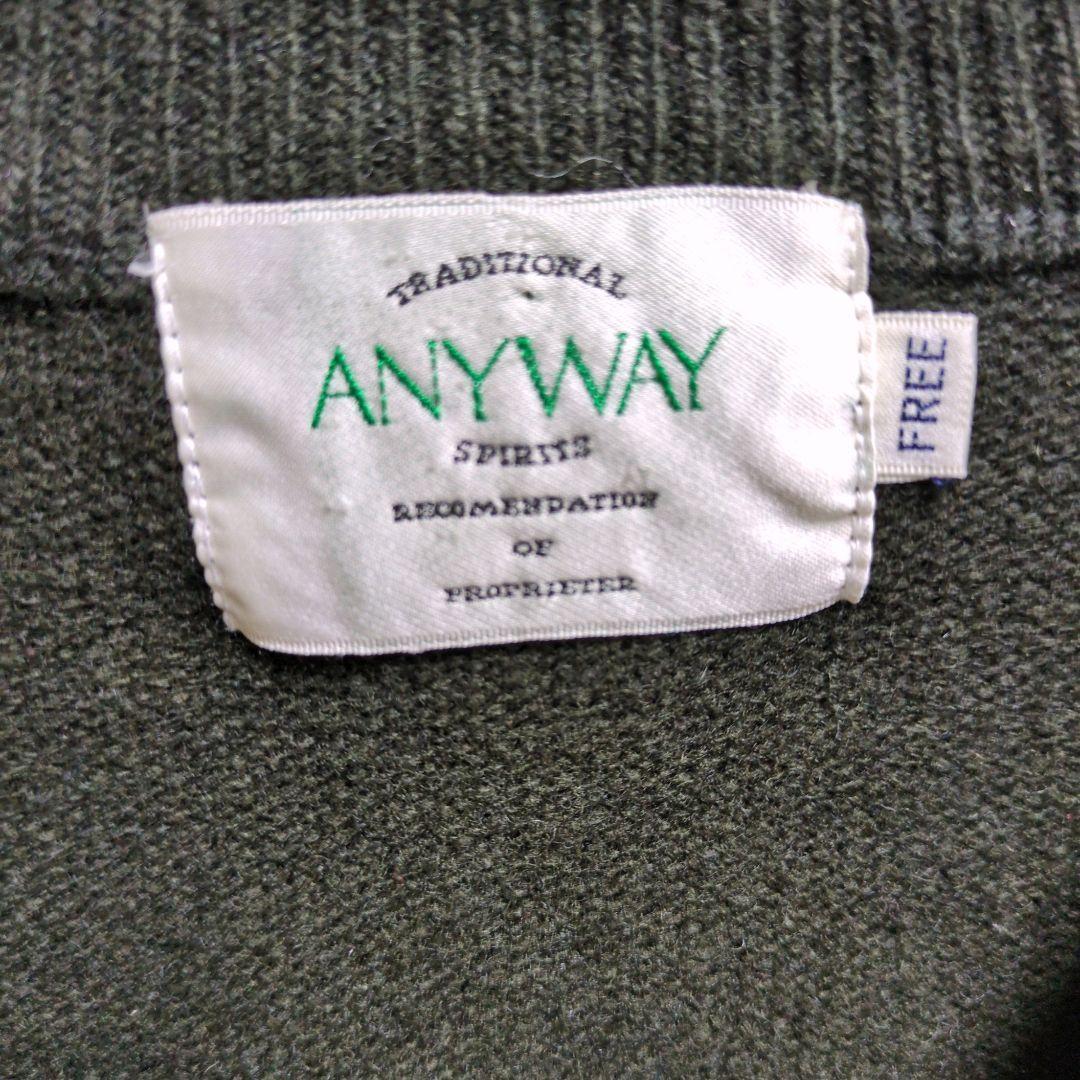 TRADITIONAL
ANYWAY
SPIRITS
RECOMENDATION
OF
PROPRIETER
FREE